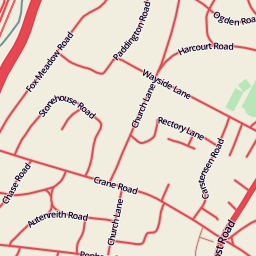 Ogden Road
Paddington Road
Harcourt Road
Fox Meadow Road
Wayside Lane
Storehouse Road
Church Lane
Rectory Lane
Carstensen Road
Chase Road
Crane Road
Church Lane
Autenreith Road
Road